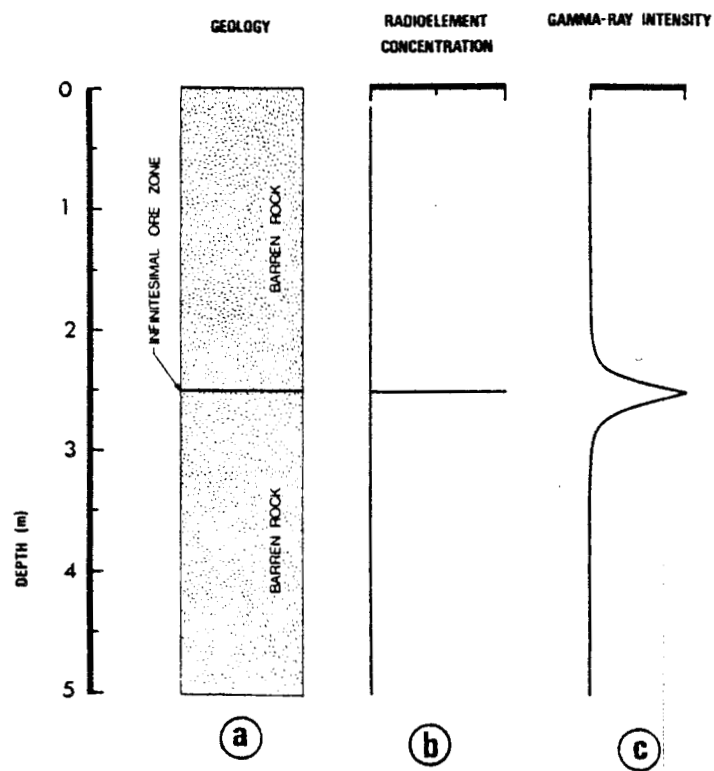 GEOLOGY
RADIOELEMENT
CONCENTRATION
GAMMA-RAY INTENSITY
0
1
2
3
4
5
DEPTH (m)
INFINITESIMAL ORE ZONE
BARREN ROCK
BARREN ROCK
a
b
c